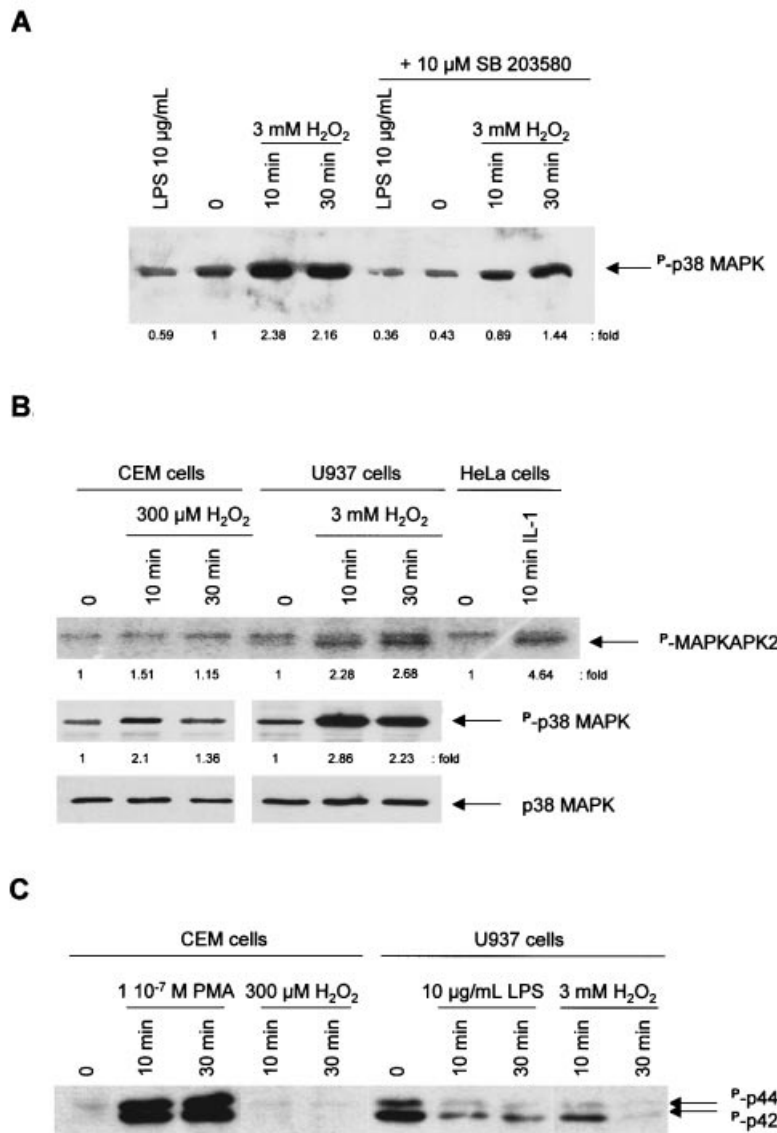 A
+ 10 µM SB 203580
LPS 10 µg/mL
0
3 mM H₂O₂
10 min
30 min
LPS 10 µg/mL
0
3 mM H₂O₂
10 min
30 min
P-p38 MAPK
0.59 1 2.38 2.16 0.36 0.43 0.89 1.44 : fold
B.
CEM cells U937 cells HeLa cells
300 µM H₂O₂ 3 mM H₂O₂
0 10 min 30 min 0 10 min 30 min 0 10 min IL-1
P-MAPKAPK2
1 1.51 1.15 1 2.28 2.68 1 4.64 : fold
P-p38 MAPK
1 2.1 1.36 : fold 1 2.86 2.23 : fold
p38 MAPK
C
CEM cells U937 cells
1 10⁻⁷ M PMA 300 µM H₂O₂ 10 µg/mL LPS 3 mM H₂O₂
0 10 min 30 min 10 min 30 min 0 10 min 30 min 10 min 30 min
P-p44
P-p42